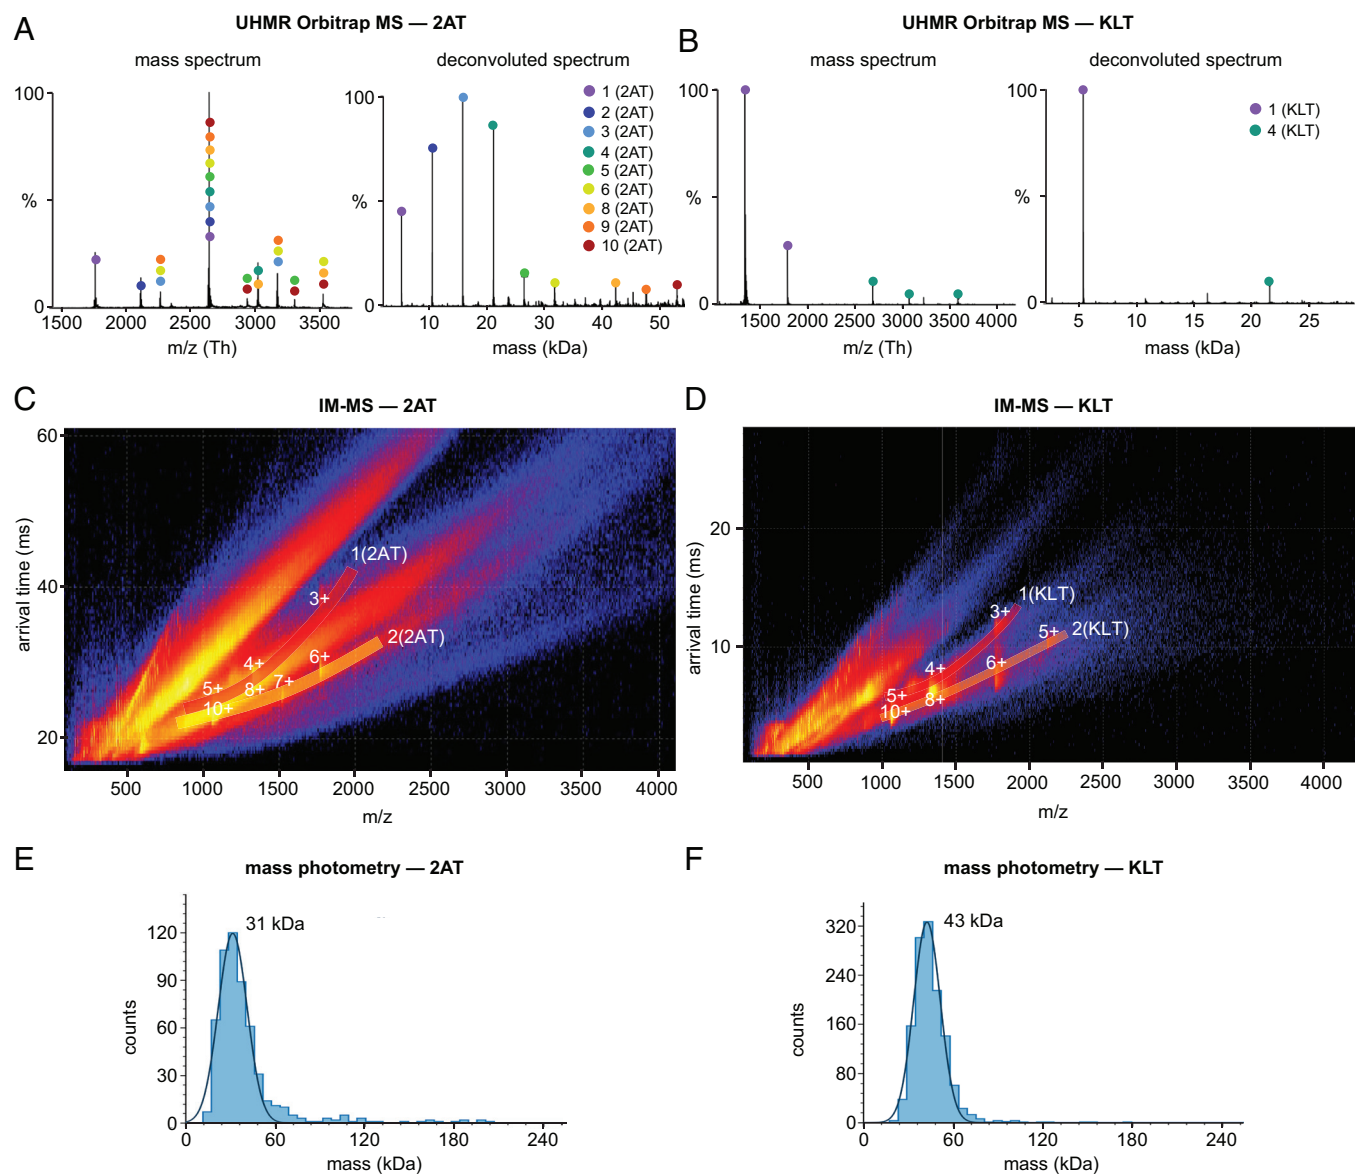 A
UHMR Orbitrap MS — 2AT
mass spectrum
deconvoluted spectrum
100
%
0
1500 2000 2500 3000 3500
m/z (Th)
100
%
0
10 20 30 40 50
mass (kDa)
1 (2AT)
2 (2AT)
3 (2AT)
4 (2AT)
5 (2AT)
6 (2AT)
8 (2AT)
9 (2AT)
10 (2AT)
B
UHMR Orbitrap MS — KLT
mass spectrum
deconvoluted spectrum
100
%
0
1500 2000 2500 3000 3500 4000
m/z (Th)
100
%
0
5 10 15 20 25
mass (kDa)
1 (KLT)
4 (KLT)
C
IM-MS — 2AT
arrival time (ms)
60
40
20
1(2AT)
3+
4+
5+
2(2AT)
6+
7+
8+
10+
500 1000 1500 2000 2500 3000 3500 4000
m/z
D
IM-MS — KLT
arrival time (ms)
20
10
1(KLT)
3+
4+
5+
2(KLT)
5+
6+
8+
10+
500 1000 1500 2000 2500 3000 3500 4000
m/z
E
mass photometry — 2AT
31 kDa
counts
120
90
60
30
0
0 60 120 180 240
mass (kDa)
F
mass photometry — KLT
43 kDa
counts
320
240
160
80
0
0 60 120 180 240
mass (kDa)